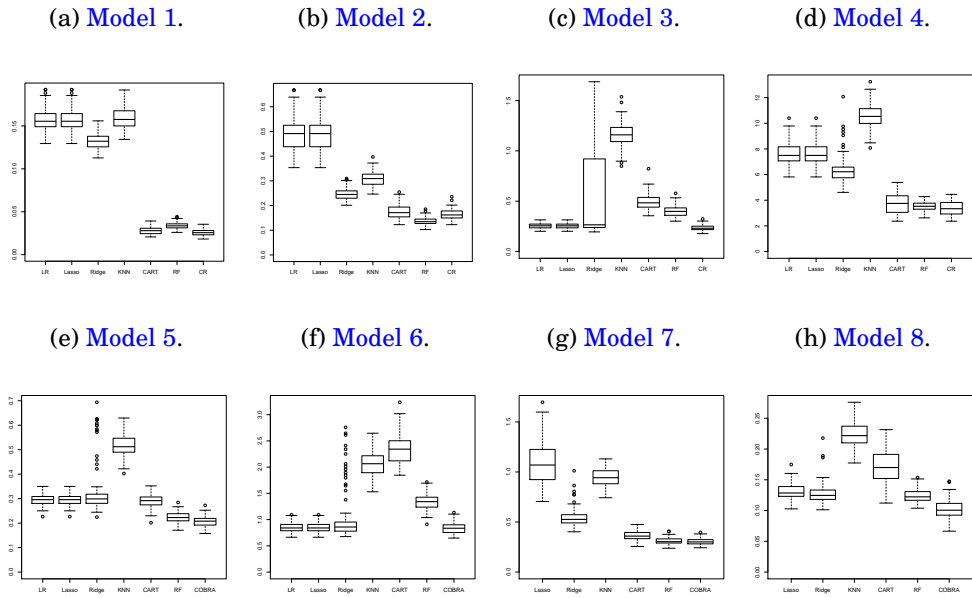 (a) Model 1.
(b) Model 2.
(c) Model 3.
(d) Model 4.
0.00 0.05 0.15
LR Lasso Ridge KNN CART RF CR
0.0 0.1 0.2 0.3 0.4 0.5 0.6
LR Lasso Ridge KNN CART RF CR
0.0 0.5 1.0 1.5
LR Lasso Ridge KNN CART RF CR
0 2 4 6 8 10 12
LR Lasso Ridge KNN CART RF CR
(e) Model 5.
(f) Model 6.
(g) Model 7.
(h) Model 8.
0.0 0.1 0.2 0.3 0.4 0.5 0.6 0.7
LR Lasso Ridge KNN CART RF COBRA
0.0 0.5 1.0 1.5 2.0 2.5 3.0
LR Lasso Ridge KNN CART RF COBRA
0.0 0.5 1.0 1.5
Lasso Ridge KNN CART RF COBRA
0.00 0.05 0.10 0.15 0.20 0.25
Lasso Ridge KNN CART RF COBRA